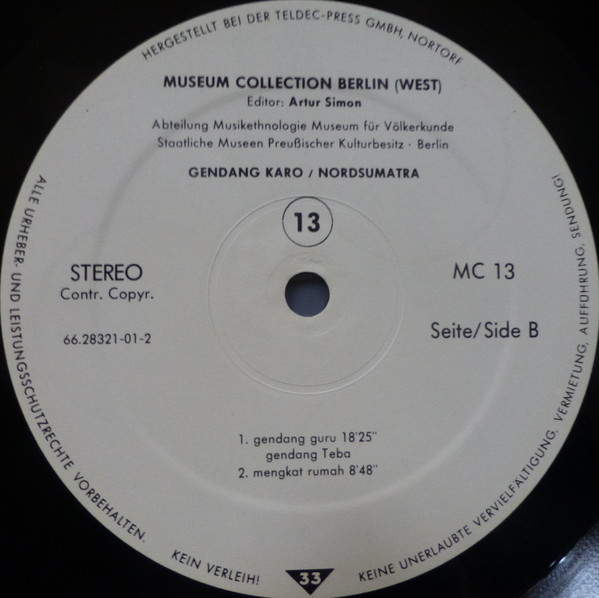 HERGESTELLT BEI DER TELDEC-PRESS GMBH, NORTORF
MUSEUM COLLECTION BERLIN (WEST)
Editor: Artur Simon
Abteilung Musikethnologie Museum für Völkerkunde
Staatliche Museen Preußischer Kulturbesitz · Berlin
GENDANG KARO / NORDSUMATRA
13
STEREO
Contr. Copyr.
66.28321-01-2
MC 13
Seite/Side B
1. gendang guru 18'25"
gendang Teba
2. mengkat rumah 8'48"
ALLE URHEBER- UND LEISTUNGSSCHUTZRECHTE VORBEHALTEN.
KEIN VERLEIH!
33
KEINE UNERLAUBTE VERVIELFÄLTIGUNG, VERMIETUNG, AUFFÜHRUNG, SENDUNG!